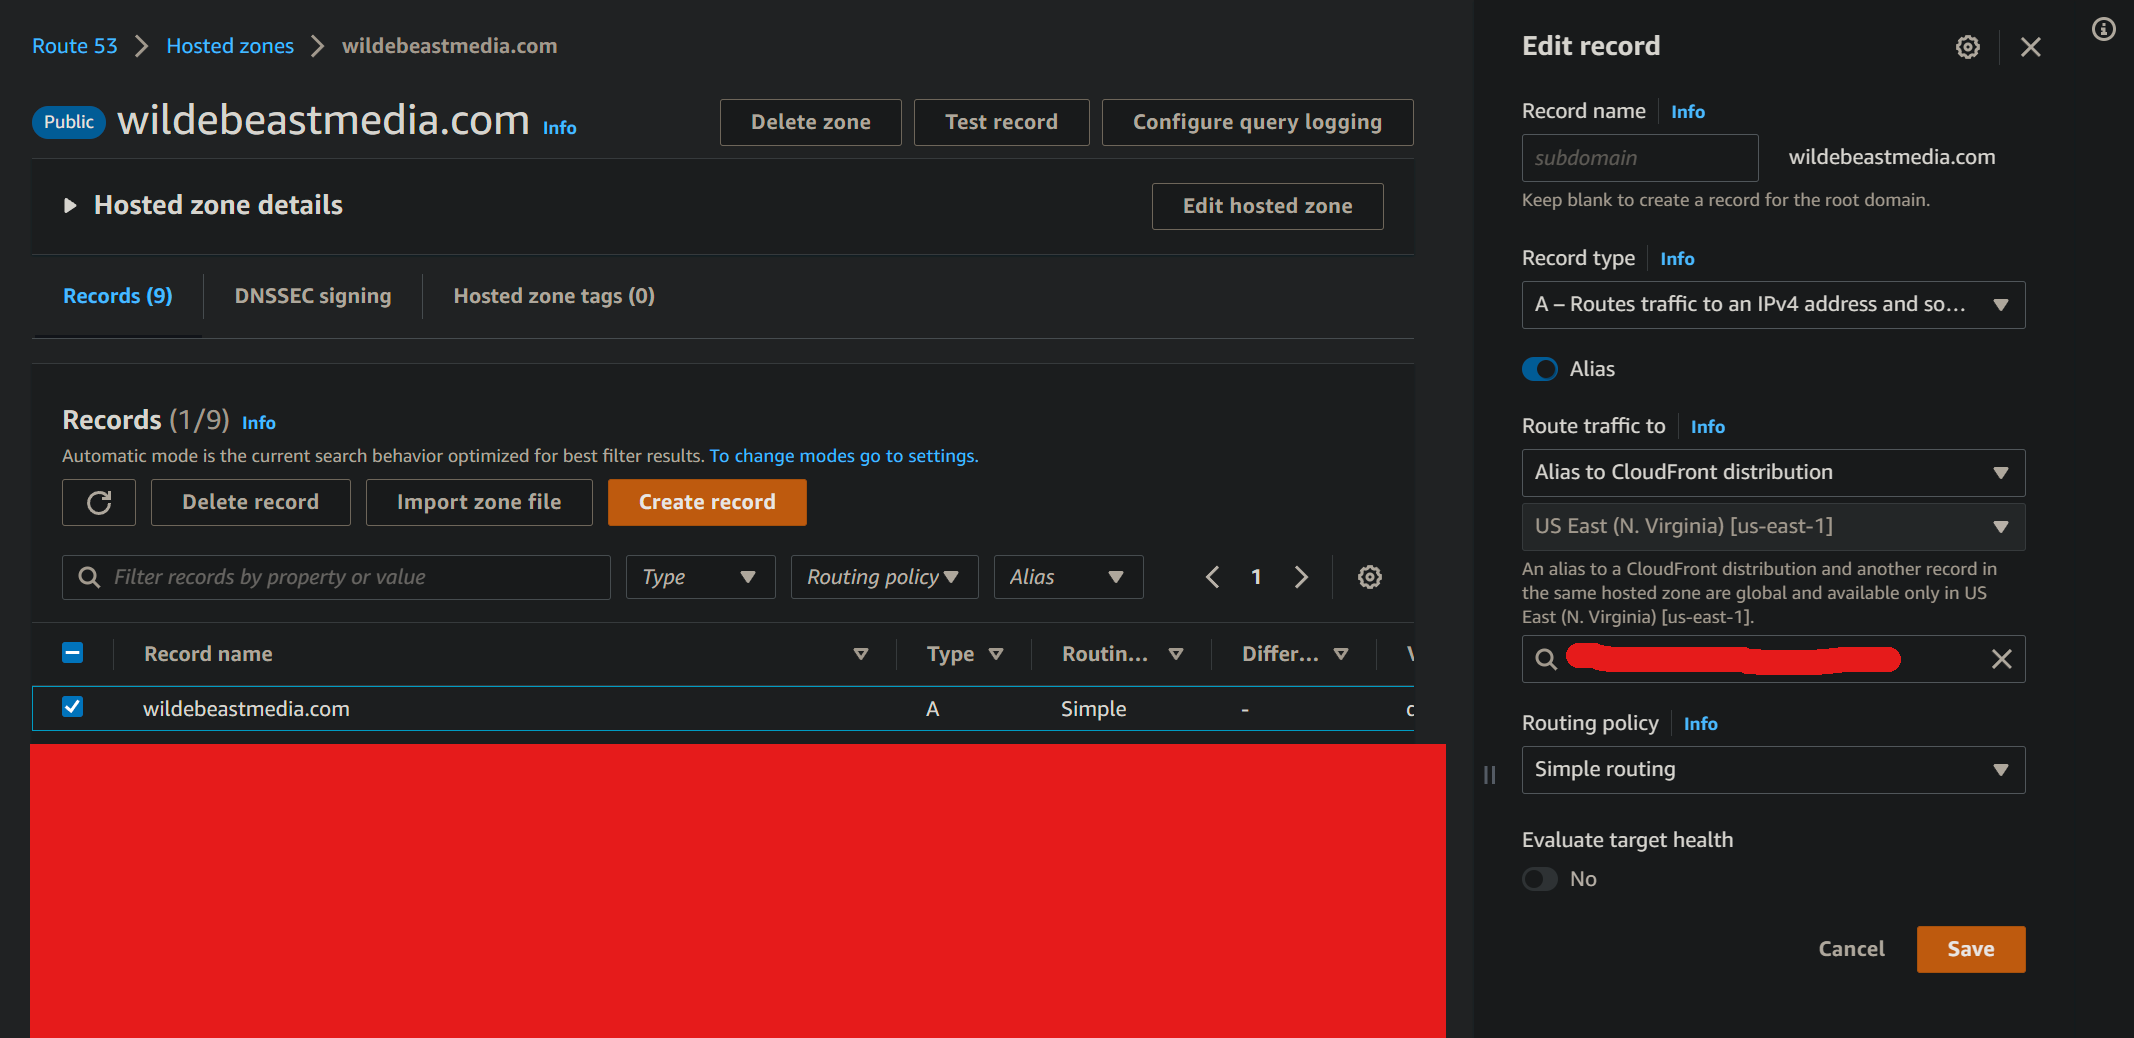 Route 53 > Hosted zones > wildebeastmedia.com
Public wildebeastmedia.com Info
Delete zone Test record Configure query logging
Hosted zone details
Edit hosted zone
Records (9) DNSSEC signing Hosted zone tags (0)
Records (1/9) Info
Automatic mode is the current search behavior optimized for best filter results. To change modes go to settings.
Delete record Import zone file Create record
Filter records by property or value Type Routing policy Alias 1
Record name Type Routin... Differ...
wildebeastmedia.com A Simple -
Edit record
Record name Info
subdomain wildebeastmedia.com
Keep blank to create a record for the root domain.
Record type Info
A – Routes traffic to an IPv4 address and so...
Alias
Route traffic to Info
Alias to CloudFront distribution
US East (N. Virginia) [us-east-1]
An alias to a CloudFront distribution and another record in
the same hosted zone are global and available only in US
East (N. Virginia) [us-east-1].
Routing policy Info
Simple routing
Evaluate target health
No
Cancel Save